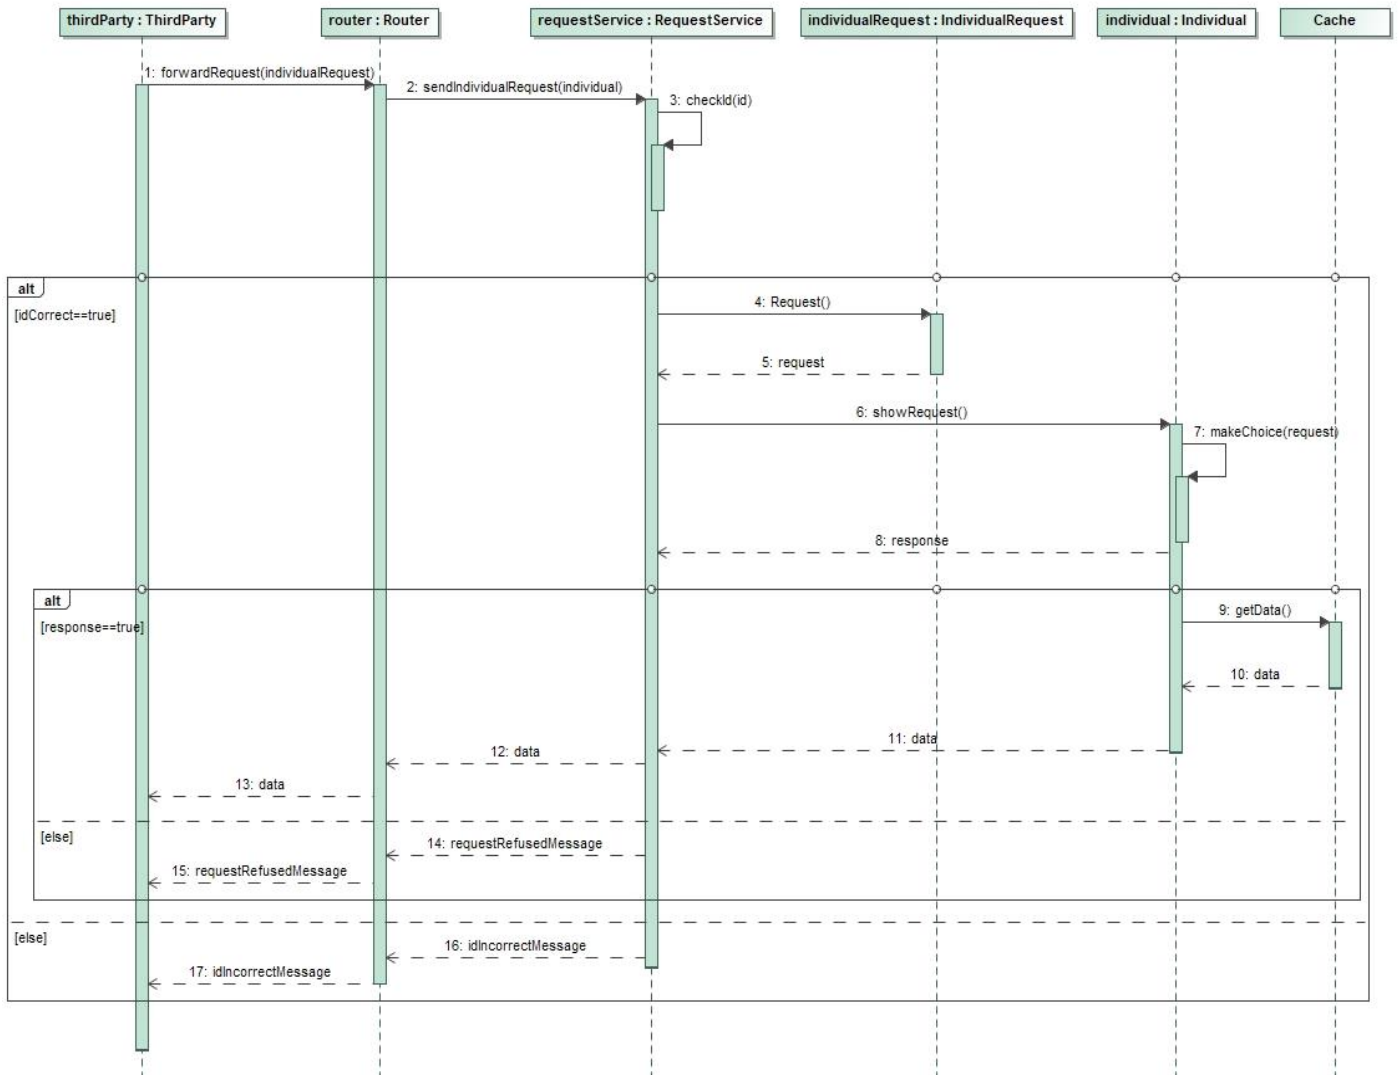 thirdParty : ThirdParty
router : Router
requestService : RequestService
individualRequest : IndividualRequest
individual : Individual
Cache
1: forwardRequest(individualRequest)
2: sendIndividualRequest(individual)
3: checkId(id)
alt
[idCorrect==true]
4: Request()
5: request
6: showRequest()
7: makeChoice(request)
8: response
alt
[response==true]
9: getData()
10: data
11: data
12: data
13: data
[else]
14: requestRefusedMessage
15: requestRefusedMessage
[else]
16: idIncorrectMessage
17: idIncorrectMessage